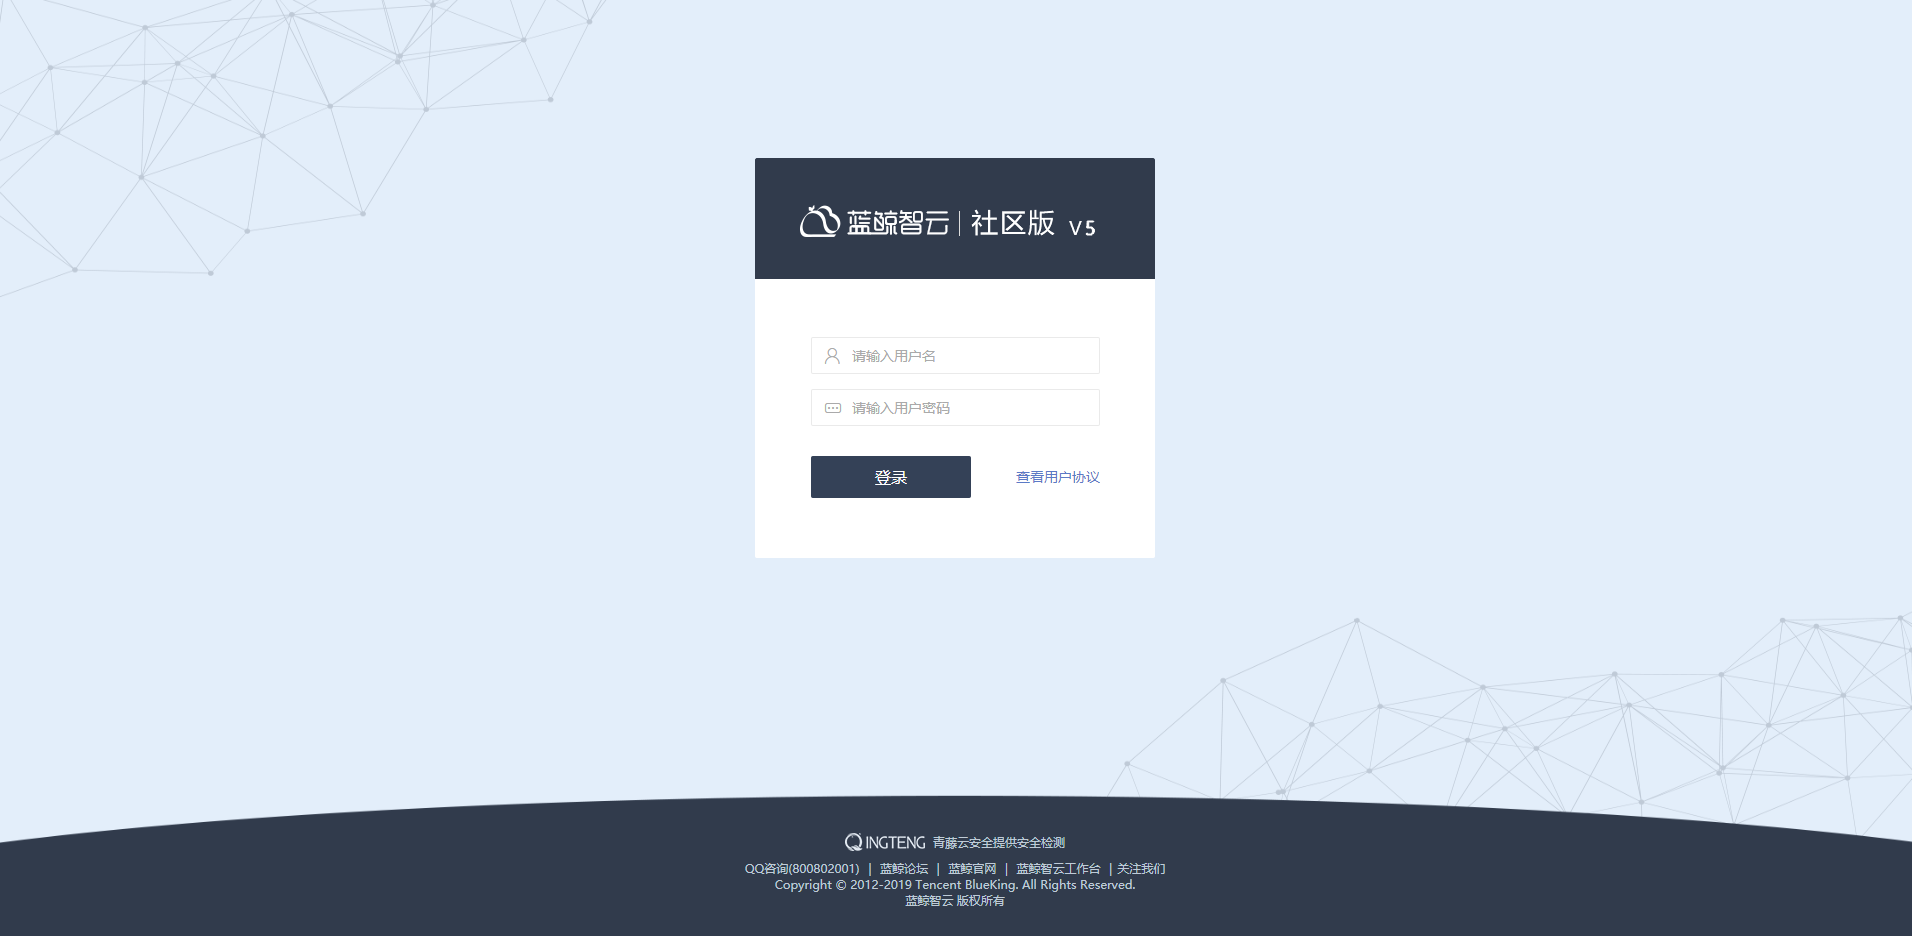 蓝鲸智云 | 社区版 V5
请输入用户名
请输入用户密码
登录 查看用户协议
QINGTENG 青藤云安全提供安全检测
QQ咨询(800802001) | 蓝鲸论坛 | 蓝鲸官网 | 蓝鲸智云工作台 | 关注我们
Copyright © 2012-2019 Tencent BlueKing. All Rights Reserved.
蓝鲸智云 版权所有